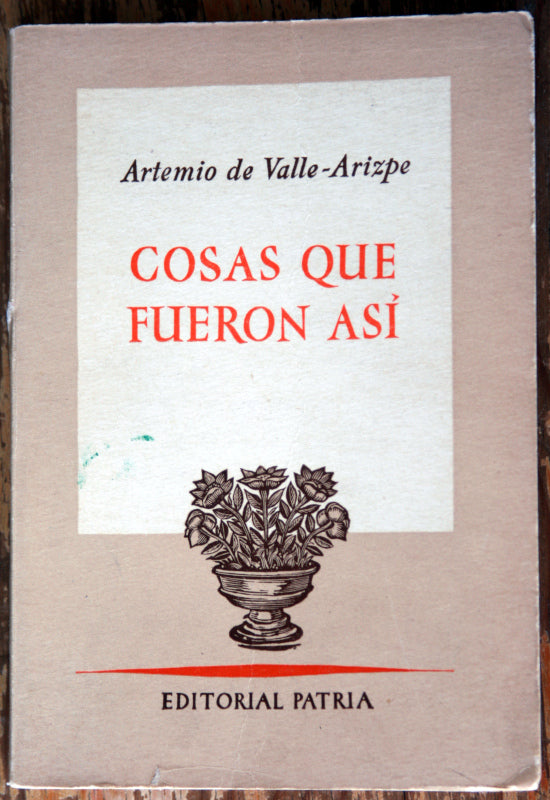 Artemio de Valle-Arizpe
COSAS QUE
FUERON ASÍ
EDITORIAL PATRIA